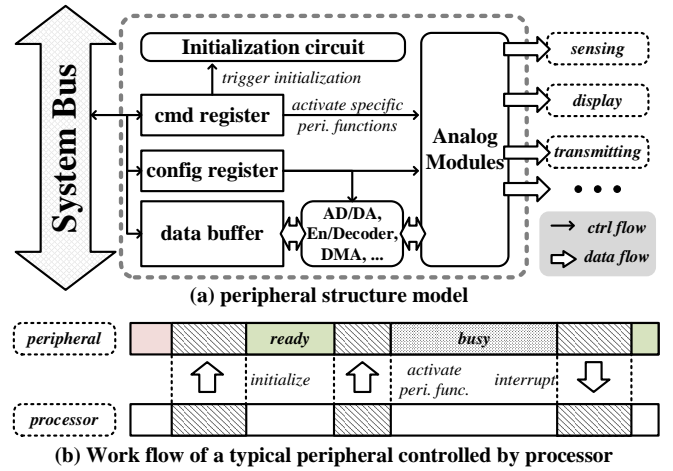 System Bus
Initialization circuit
trigger initialization
cmd register
activate specific
peri. functions
config register
data buffer
AD/DA,
En/Decoder,
DMA, ...
Analog
Modules
sensing
display
transmitting
• • •
ctrl flow
data flow
(a) peripheral structure model
peripheral
ready
busy
initialize
activate
peri. func.
interrupt
processor
(b) Work flow of a typical peripheral controlled by processor